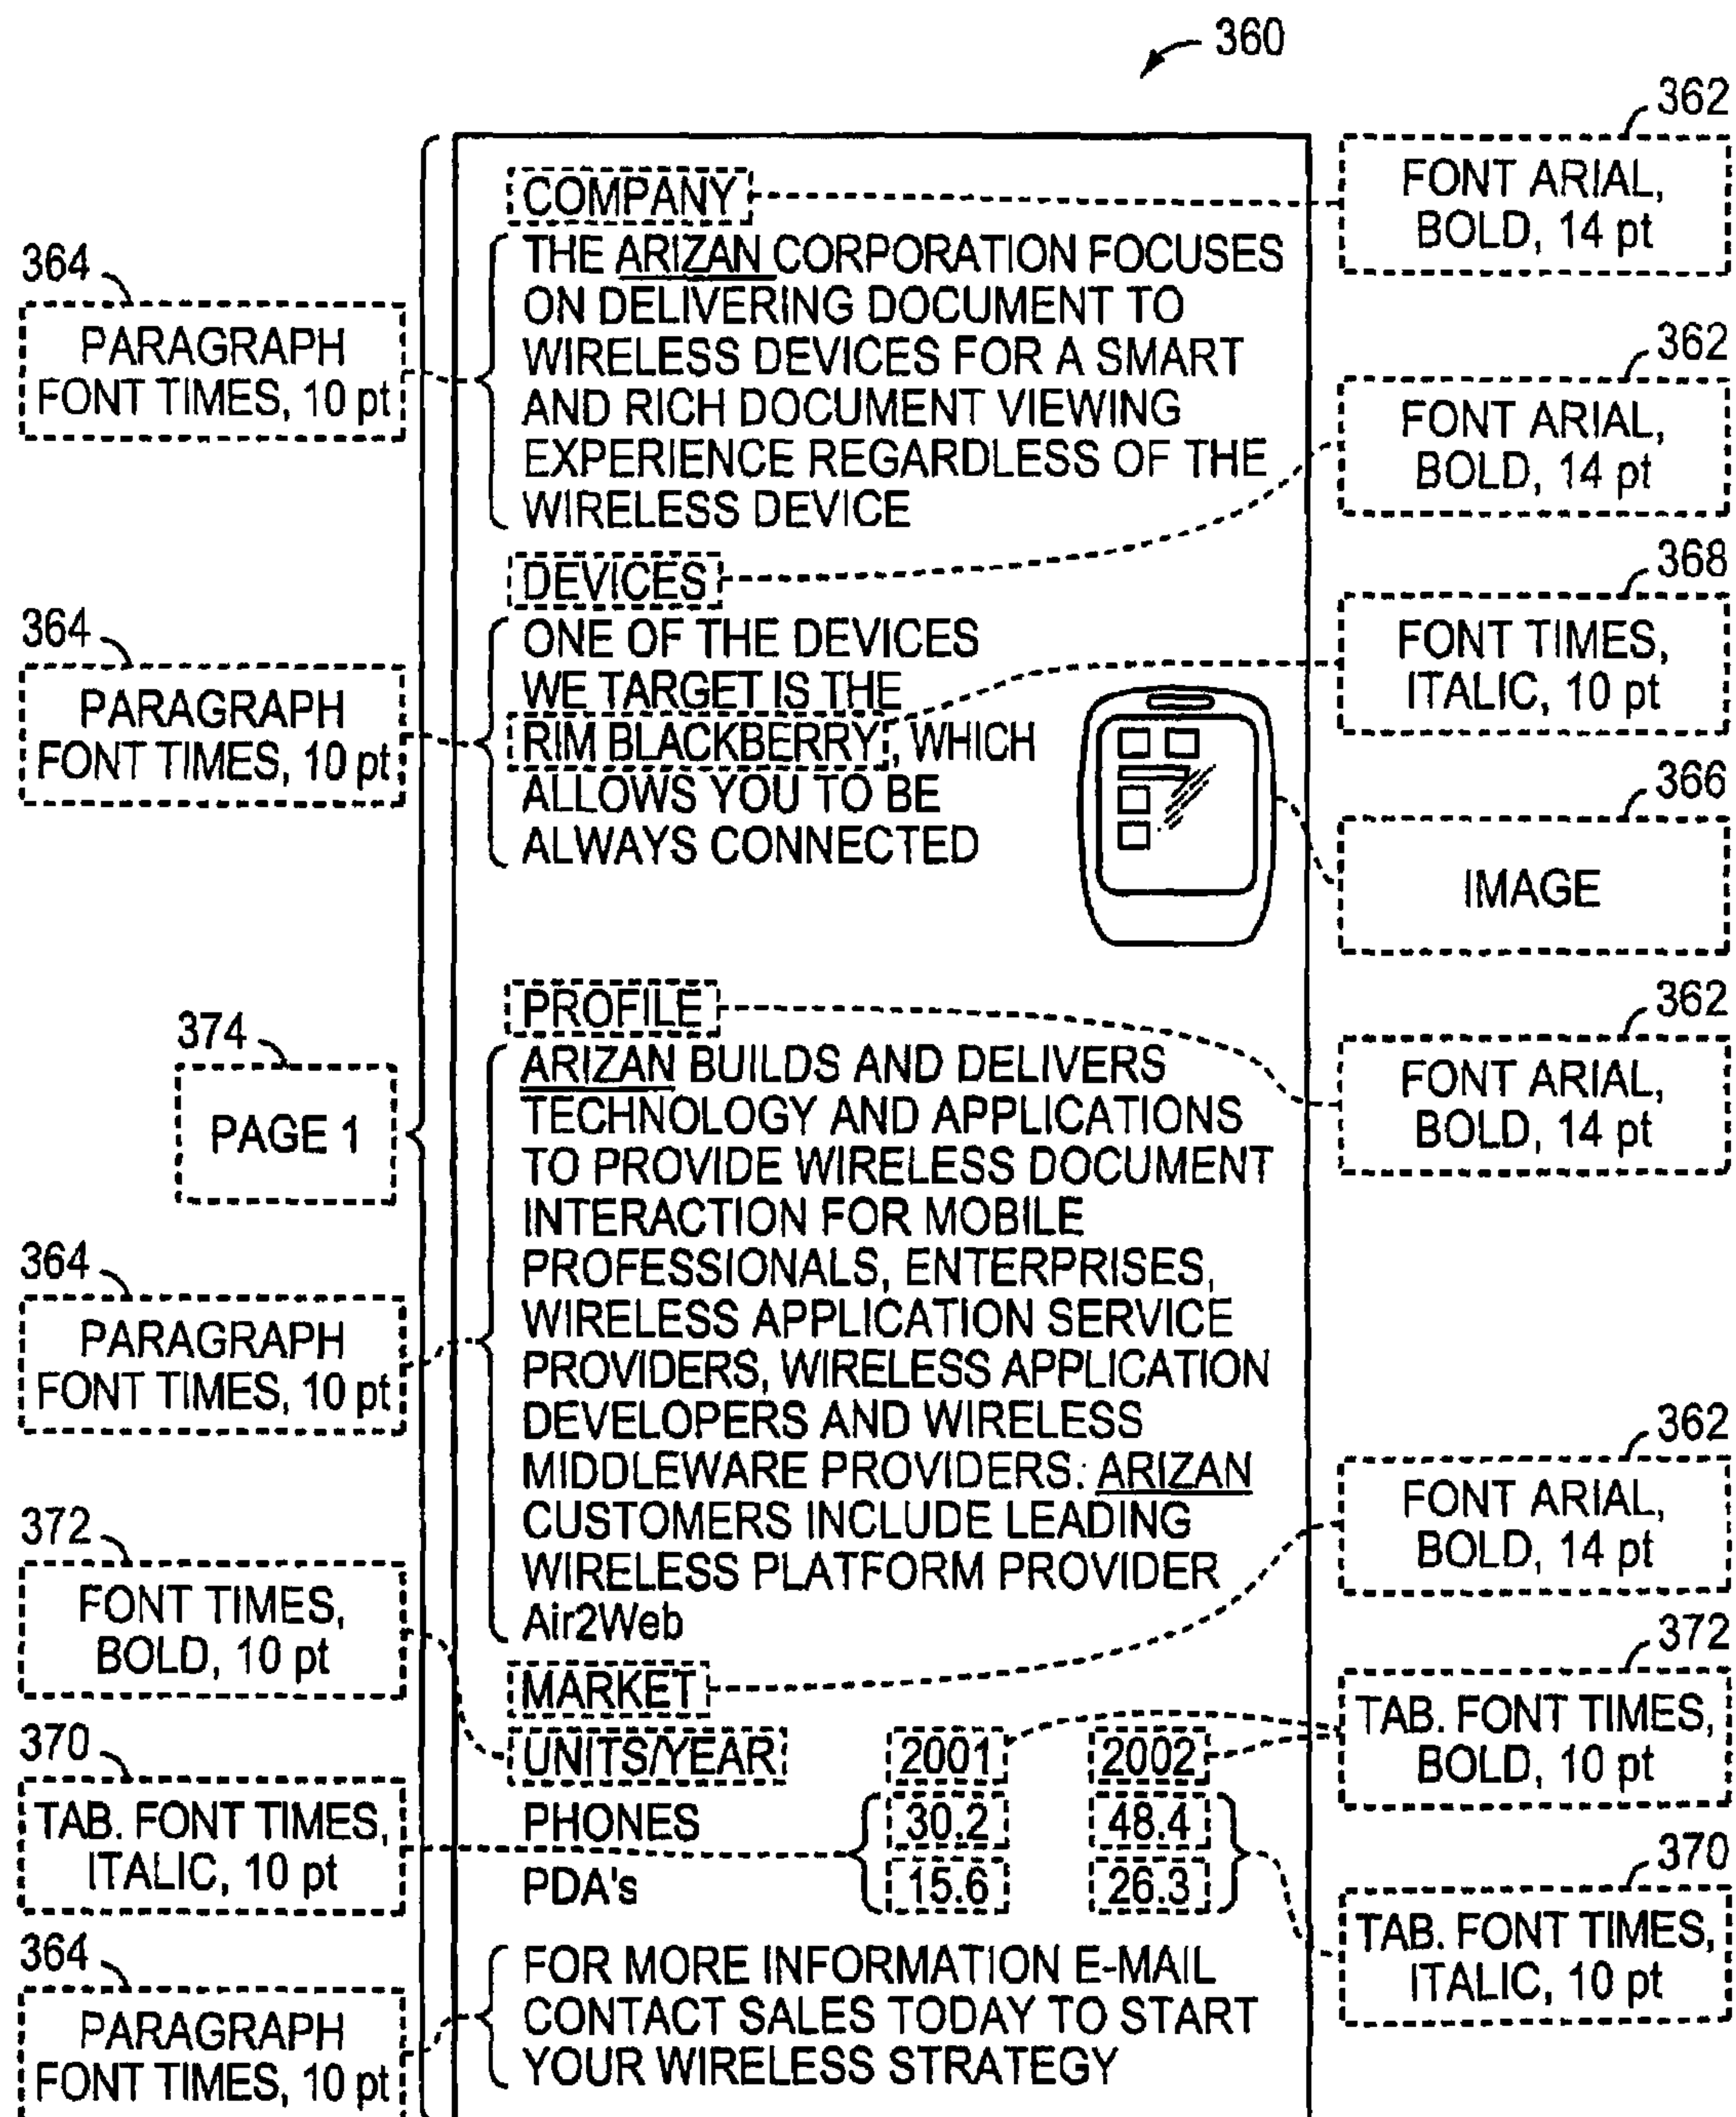 360
362
COMPANY
FONT ARIAL,
BOLD, 14 pt
364
PARAGRAPH
FONT TIMES, 10 pt
THE ARIZAN CORPORATION FOCUSES
ON DELIVERING DOCUMENT TO
WIRELESS DEVICES FOR A SMART
AND RICH DOCUMENT VIEWING
EXPERIENCE REGARDLESS OF THE
WIRELESS DEVICE
362
FONT ARIAL,
BOLD, 14 pt
DEVICES
368
FONT TIMES,
ITALIC, 10 pt
364
PARAGRAPH
FONT TIMES, 10 pt
ONE OF THE DEVICES
WE TARGET IS THE
RIM BLACKBERRY, WHICH
ALLOWS YOU TO BE
ALWAYS CONNECTED
366
IMAGE
PROFILE
362
FONT ARIAL,
BOLD, 14 pt
374
PAGE 1
364
PARAGRAPH
FONT TIMES, 10 pt
ARIZAN BUILDS AND DELIVERS
TECHNOLOGY AND APPLICATIONS
TO PROVIDE WIRELESS DOCUMENT
INTERACTION FOR MOBILE
PROFESSIONALS, ENTERPRISES,
WIRELESS APPLICATION SERVICE
PROVIDERS, WIRELESS APPLICATION
DEVELOPERS AND WIRELESS
MIDDLEWARE PROVIDERS: ARIZAN
CUSTOMERS INCLUDE LEADING
WIRELESS PLATFORM PROVIDER
Air2Web
362
FONT ARIAL,
BOLD, 14 pt
MARKET
372
FONT TIMES,
BOLD, 10 pt
372
TAB. FONT TIMES,
BOLD, 10 pt
UNITS/YEAR 2001 2002
370
TAB. FONT TIMES,
ITALIC, 10 pt
PHONES 30.2 48.4
PDA's 15.6 26.3
370
TAB. FONT TIMES,
ITALIC, 10 pt
364
PARAGRAPH
FONT TIMES, 10 pt
FOR MORE INFORMATION E-MAIL
CONTACT SALES TODAY TO START
YOUR WIRELESS STRATEGY